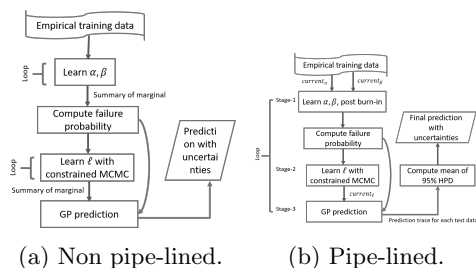 Empirical training data
Loop
Learn α, β
Summary of marginal
Compute failure
probability
Loop
Learn ℓ with
constrained MCMC
Summary of marginal
GP prediction
Predicti
on with
uncertai
nties
(a) Non pipe-lined.
Empirical training data
current_α
current_β
Stage-1
Learn α, β, post burn-in
Compute failure
probability
Loop
Stage-2
Learn ℓ with
constrained MCMC
current_ℓ
Stage-3
GP prediction
Final prediction
with
uncertainties
Compute mean of
95% HPD
Prediction trace for each test data
(b) Pipe-lined.